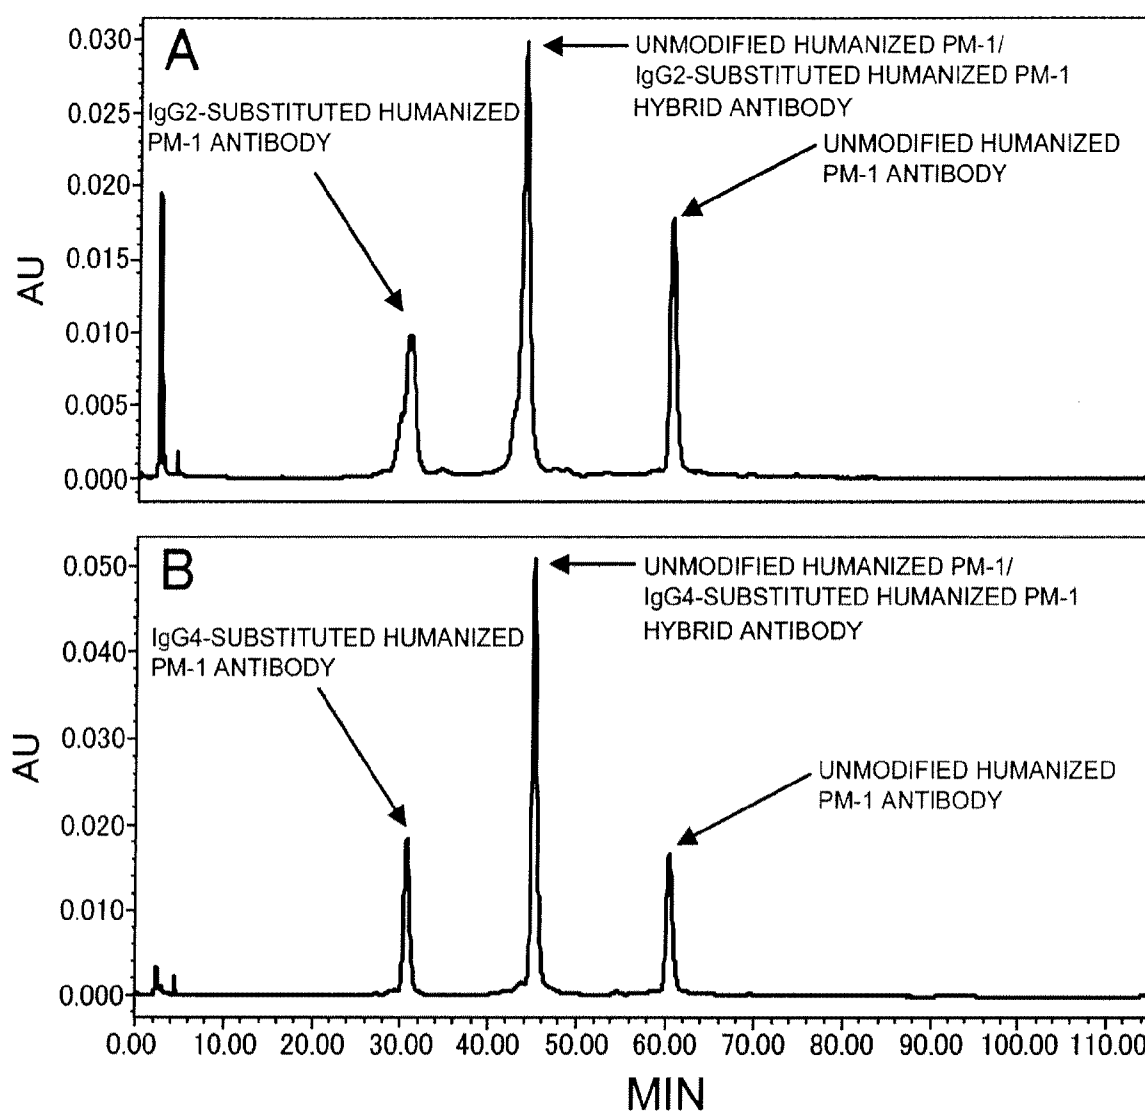 A
0.030
0.025
0.020
0.015
0.010
0.005
0.000
AU
UNMODIFIED HUMANIZED PM-1/
IgG2-SUBSTITUTED HUMANIZED PM-1
HYBRID ANTIBODY
IgG2-SUBSTITUTED HUMANIZED
PM-1 ANTIBODY
UNMODIFIED HUMANIZED
PM-1 ANTIBODY
B
0.050
0.040
0.030
0.020
0.010
0.000
AU
UNMODIFIED HUMANIZED PM-1/
IgG4-SUBSTITUTED HUMANIZED PM-1
HYBRID ANTIBODY
IgG4-SUBSTITUTED HUMANIZED
PM-1 ANTIBODY
UNMODIFIED HUMANIZED
PM-1 ANTIBODY
0.00 10.00 20.00 30.00 40.00 50.00 60.00 70.00 80.00 90.00 100.00 110.00
MIN